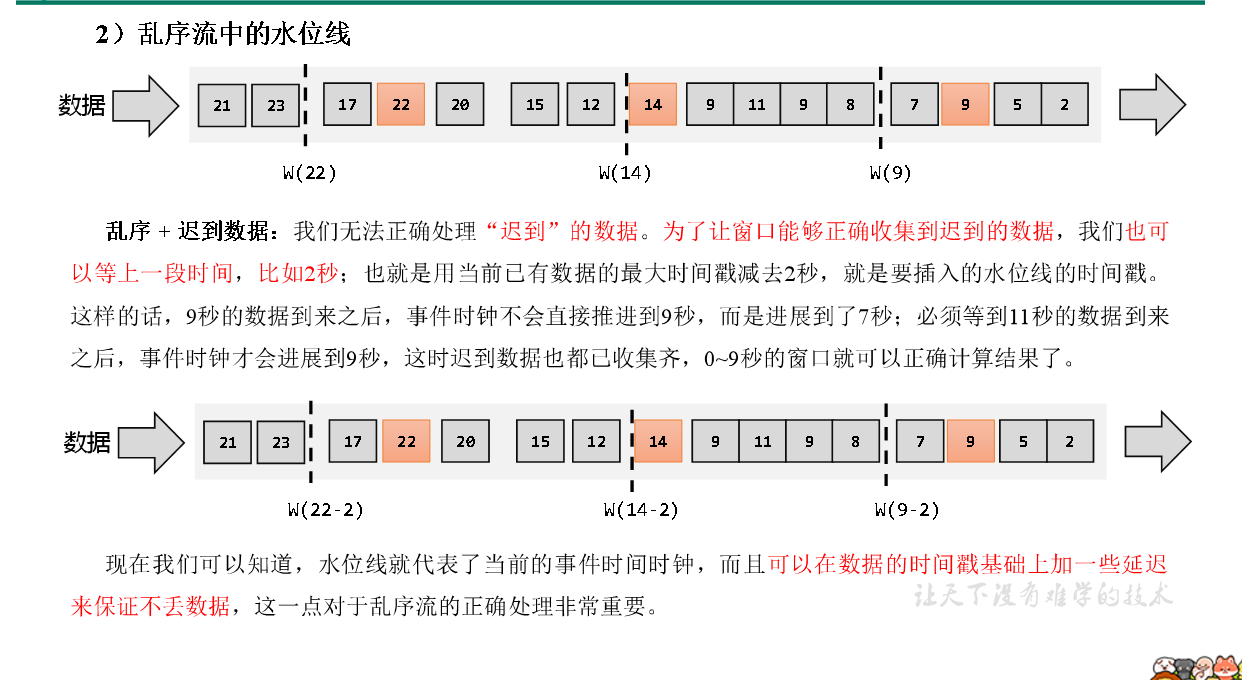 2）乱序流中的水位线
数据 21 23 17 22 20 15 12 14 9 11 9 8 7 9 5 2
W(22) W(14) W(9)
乱序 + 迟到数据：我们无法正确处理“迟到”的数据。为了让窗口能够正确收集到迟到的数据，我们也可
以等上一段时间，比如2秒；也就是用当前已有数据的最大时间戳减去2秒，就是要插入的水位线的时间戳。
这样的话，9秒的数据到来之后，事件时钟不会直接推进到9秒，而是进展到了7秒；必须等到11秒的数据到来
之后，事件时钟才会进展到9秒，这时迟到数据也都已收集齐，0~9秒的窗口就可以正确计算结果了。
数据 21 23 17 22 20 15 12 14 9 11 9 8 7 9 5 2
W(22-2) W(14-2) W(9-2)
现在我们可以知道，水位线就代表了当前的事件时间时钟，而且可以在数据的时间戳基础上加一些延迟
来保证不丢数据，这一点对于乱序流的正确处理非常重要。
让天下没有难学的技术